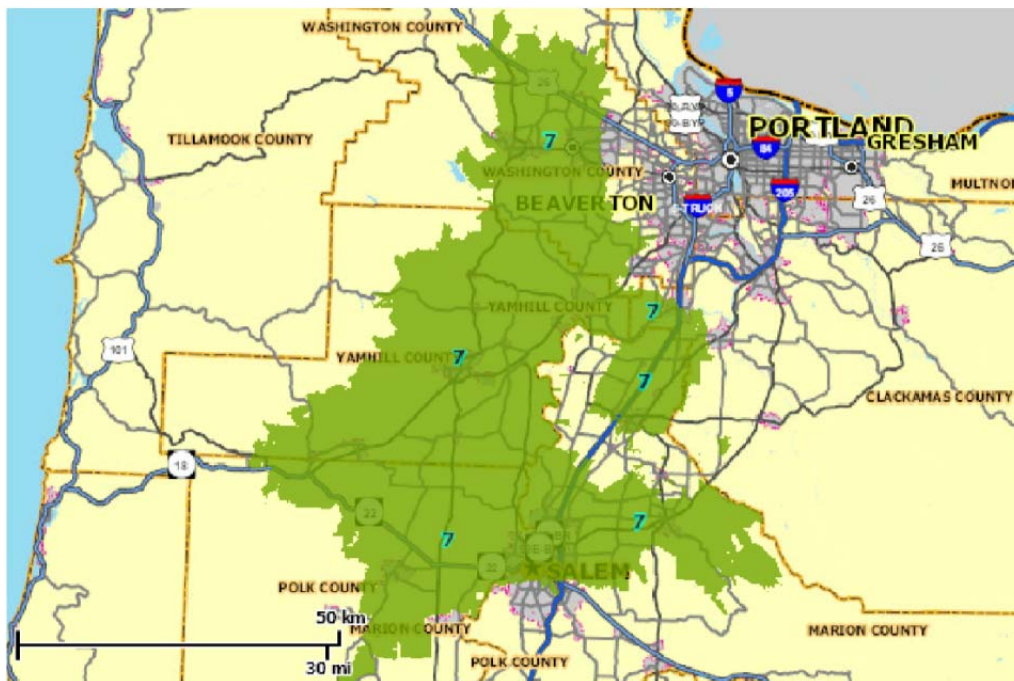 WASHINGTON COUNTY
26
5
TILLAMOOK COUNTY
7
PORTLAND
84
GRESHAM
WASHINGTON COUNTY
205
MULTNO
BEAVERTON
TRUCK
26
26
YAMHILL COUNTY
7
101
YAMHILL COUNTY
7
7
CLACKAMAS COUNTY
18
22
7
7
22
SALEM
POLK COUNTY
50 km
MARION COUNTY
MARION COUNTY
30 mi
POLK COUNTY